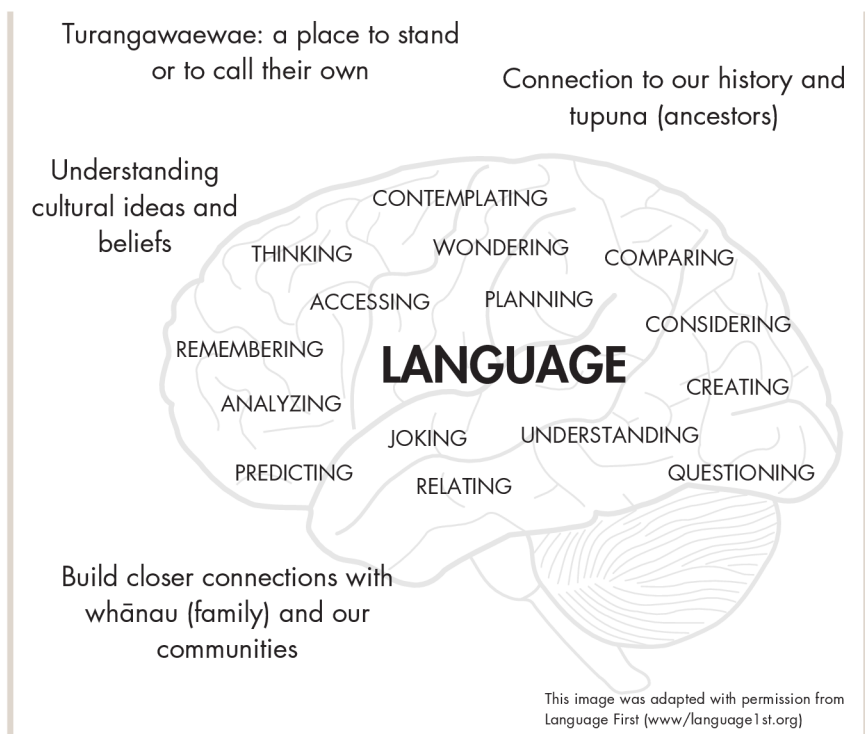 Turangawaewae: a place to stand
or to call their own
Connection to our history and
tupuna (ancestors)
Understanding
cultural ideas and
beliefs
CONTEMPLATING
THINKING
WONDERING
COMPARING
ACCESSING
PLANNING
CONSIDERING
REMEMBERING
LANGUAGE
CREATING
ANALYZING
JOKING
UNDERSTANDING
PREDICTING
RELATING
QUESTIONING
Build closer connections with
whānau (family) and our
communities
This image was adapted with permission from
Language First (www/language1st.org)